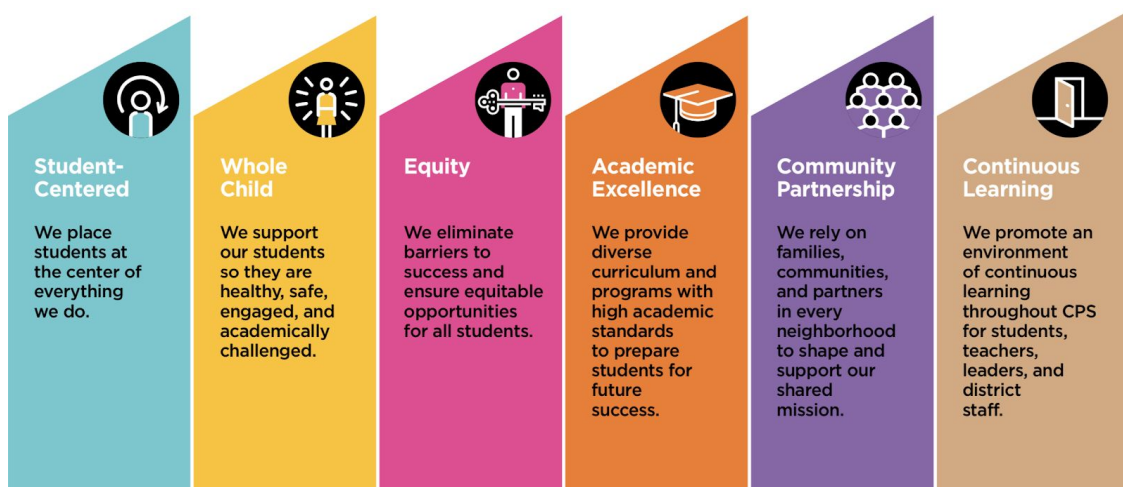 Student-
Centered
We place
students at
the center of
everything
we do.
Whole
Child
We support
our students
so they are
healthy, safe,
engaged, and
academically
challenged.
Equity
We eliminate
barriers to
success and
ensure equitable
opportunities
for all students.
Academic
Excellence
We provide
diverse
curriculum and
programs with
high academic
standards
to prepare
students for
future
success.
Community
Partnership
We rely on
families,
communities,
and partners
in every
neighborhood
to shape and
support our
shared
mission.
Continuous
Learning
We promote an
environment
of continuous
learning
throughout CPS
for students,
teachers,
leaders, and
district
staff.